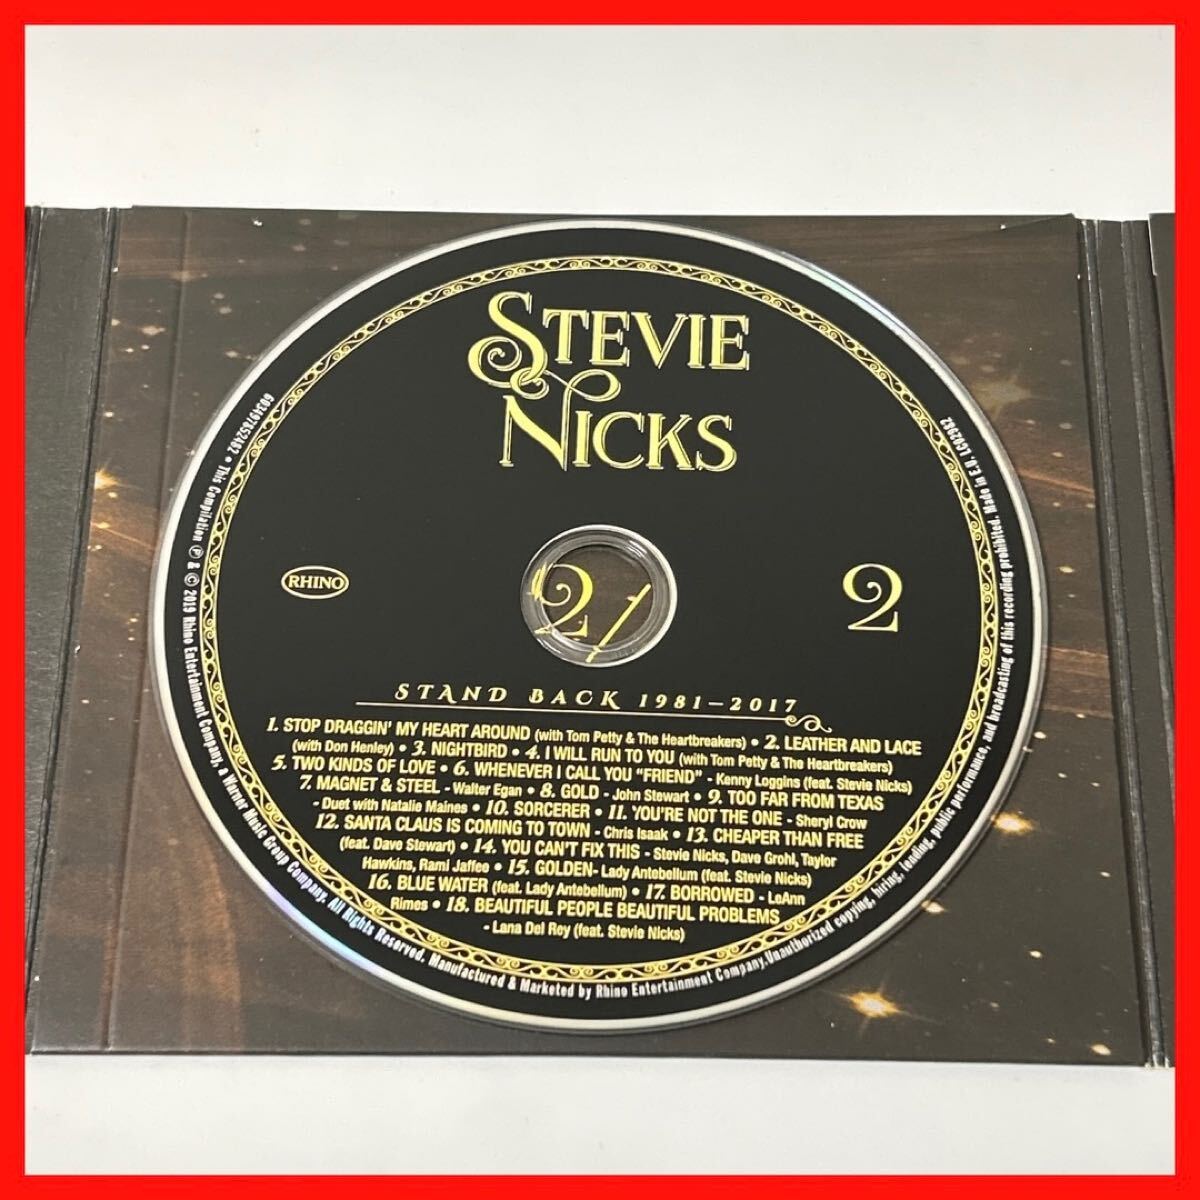 STEVIE
NICKS
RHINO
2
2
STAND BACK 1981–2017
1. STOP DRAGGIN' MY HEART AROUND (with Tom Petty & The Heartbreakers) • 2. LEATHER AND LACE
(with Don Henley) • 3. NIGHTBIRD • 4. I WILL RUN TO YOU (with Tom Petty & The Heartbreakers)
5. TWO KINDS OF LOVE • 6. WHENEVER I CALL YOU "FRIEND" - Kenny Loggins (feat. Stevie Nicks)
7. MAGNET & STEEL - Walter Egan • 8. GOLD - John Stewart • 9. TOO FAR FROM TEXAS
- Duet with Natalie Maines • 10. SORCERER • 11. YOU'RE NOT THE ONE - Sheryl Crow
12. SANTA CLAUS IS COMING TO TOWN - Chris Isaak • 13. CHEAPER THAN FREE
(feat. Dave Stewart) • 14. YOU CAN'T FIX THIS - Stevie Nicks, Dave Grohl, Taylor
Hawkins, Rami Jaffee • 15. GOLDEN- Lady Antebellum (feat. Stevie Nicks)
16. BLUE WATER (feat. Lady Antebellum) • 17. BORROWED - LeAnn
Rimes • 18. BEAUTIFUL PEOPLE BEAUTIFUL PROBLEMS
- Lana Del Rey (feat. Stevie Nicks)
603497852482 • This Compilation ℗ & © 2019 Rhino Entertainment Company, a Warner Music Group Company. All Rights Reserved. Manufactured & Marketed by Rhino Entertainment Company. Unauthorized copying, hiring, lending, public performance, and broadcasting of this recording prohibited. Made in E.U. LC02982